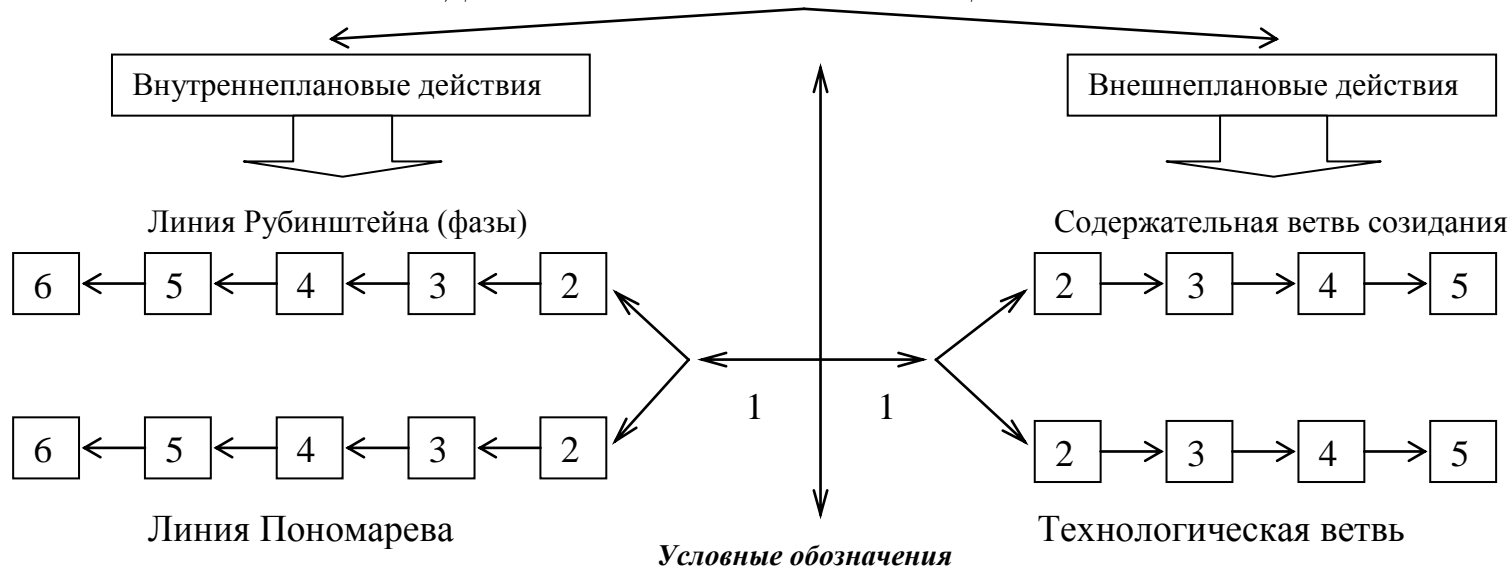 Внутреннеплановые действия
Внешнеплановые действия
Линия Рубинштейна (фазы)
Содержательная ветвь созидания
6 5 4 3 2
2 3 4 5
1 1
6 5 4 3 2
2 3 4 5
Линия Пономарева
Технологическая ветвь
Условные обозначения